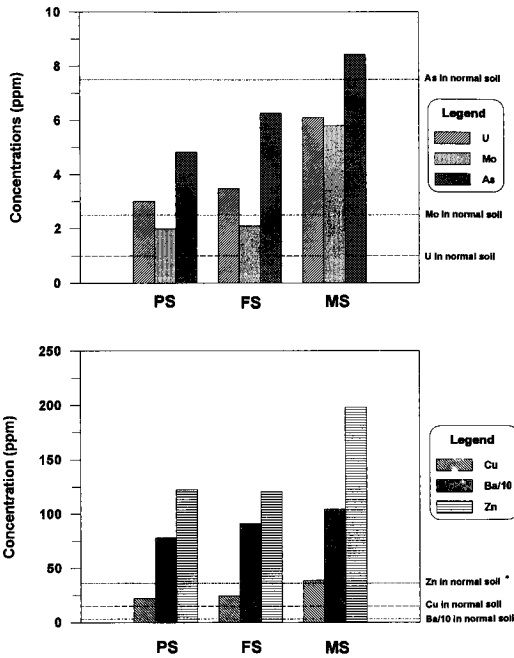 Concentrations (ppm)
10
8
6
4
2
0
As in normal soil
Legend
U
Mo
As
Mo in normal soil
U in normal soil
PS FS MS
Concentration (ppm)
250
200
150
100
50
0
Legend
Cu
Ba/10
Zn
Zn in normal soil *
Cu in normal soil
Ba/10 in normal soil
PS FS MS